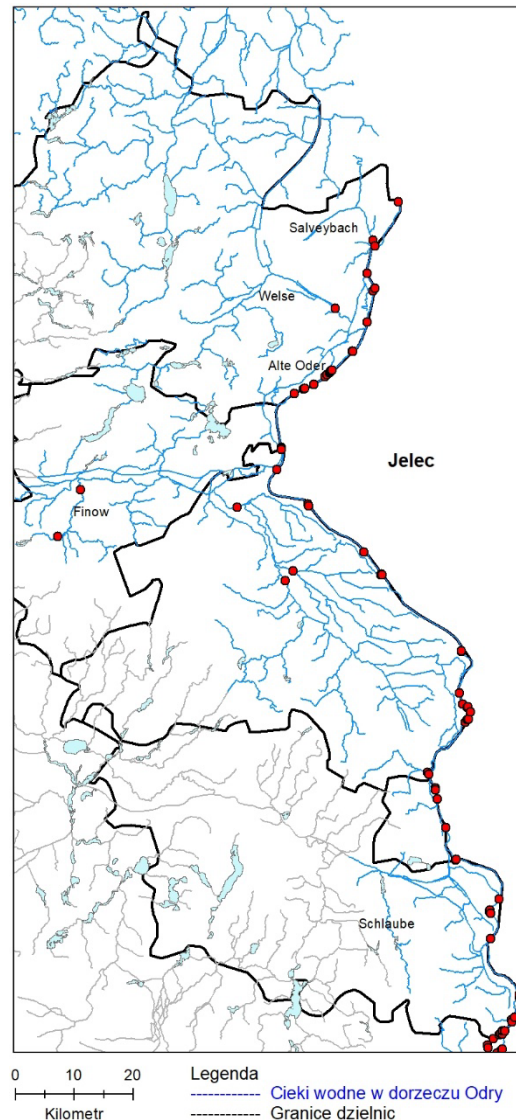 Salveybach
Welse
Alte Oder
Jelec
Finow
Schlaube
0 10 20
Kilometr
Legenda
Cieki wodne w dorzeczu Odry
Granice dzielnic